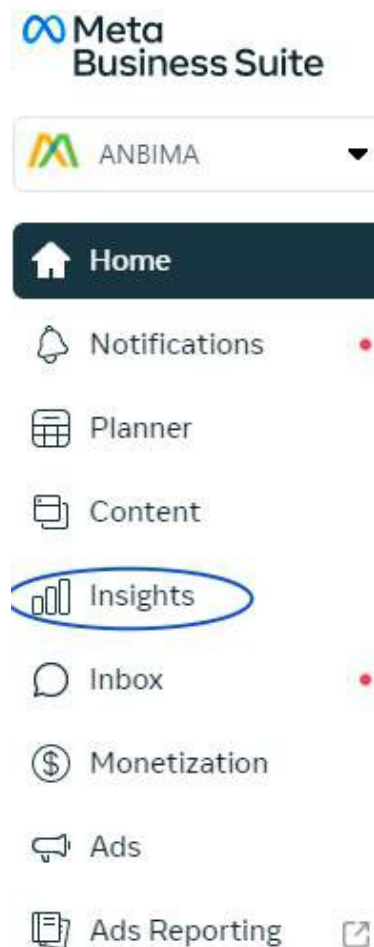 Meta
Business Suite
ANBIMA
Home
Notifications
Planner
Content
Insights
Inbox
Monetization
Ads
Ads Reporting